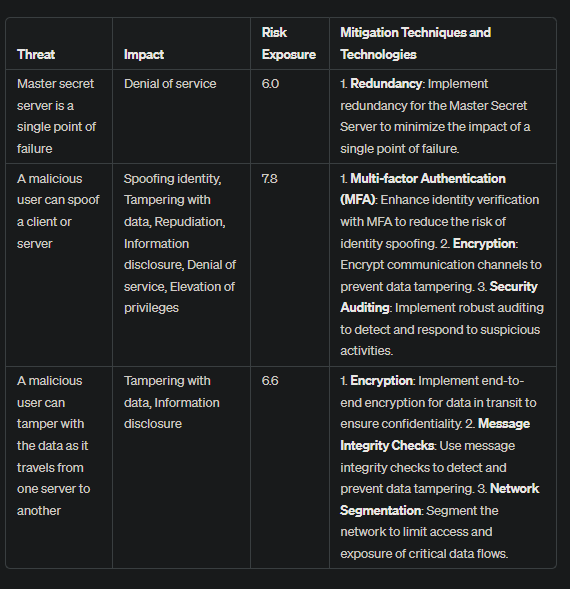 Threat
Impact
Risk
Exposure
Mitigation Techniques and
Technologies
Master secret
server is a
single point of
failure
Denial of service
6.0
1. Redundancy: Implement
redundancy for the Master Secret
Server to minimize the impact of a
single point of failure.
A malicious
user can spoof
a client or
server
Spoofing identity,
Tampering with
data, Repudiation,
Information
disclosure, Denial of
service, Elevation of
privileges
7.8
1. Multi-factor Authentication
(MFA): Enhance identity verification
with MFA to reduce the risk of
identity spoofing. 2. Encryption:
Encrypt communication channels to
prevent data tampering. 3. Security
Auditing: Implement robust auditing
to detect and respond to suspicious
activities.
A malicious
user can
tamper with
the data as it
travels from
one server to
another
Tampering with
data, Information
disclosure
6.6
1. Encryption: Implement end-to-
end encryption for data in transit to
ensure confidentiality. 2. Message
Integrity Checks: Use message
integrity checks to detect and
prevent data tampering. 3. Network
Segmentation: Segment the
network to limit access and
exposure of critical data flows.